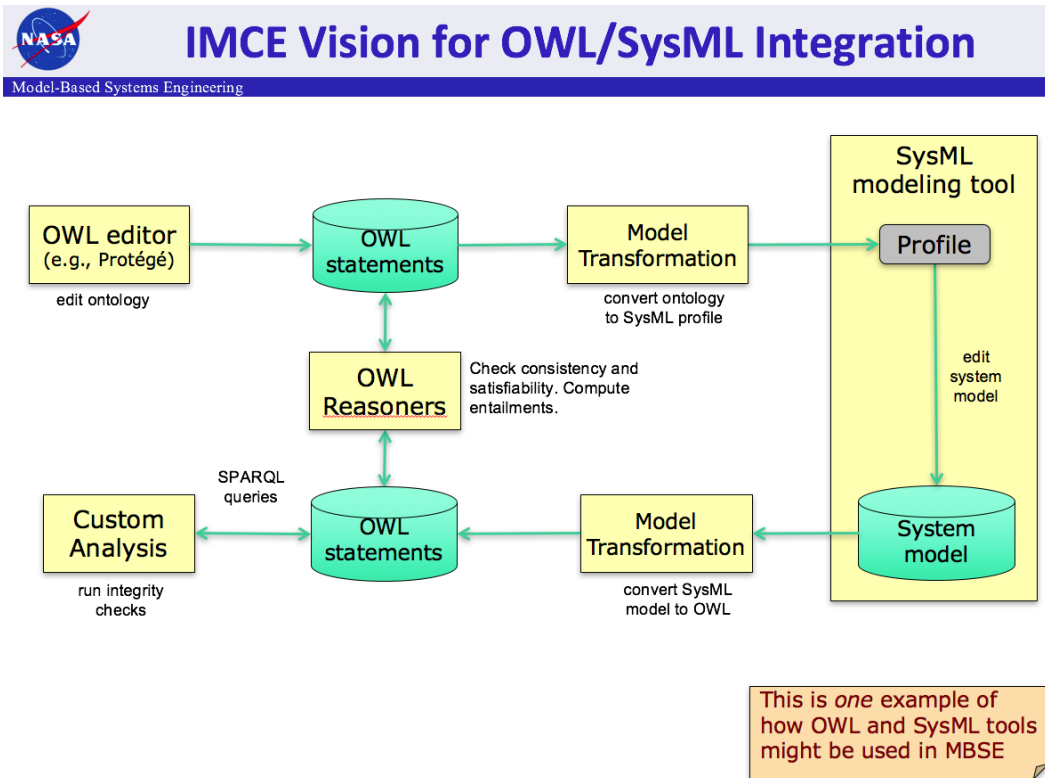 NASA
IMCE Vision for OWL/SysML Integration
Model-Based Systems Engineering
OWL editor
(e.g., Protégé)
edit ontology
OWL
statements
Model
Transformation
convert ontology
to SysML profile
SysML
modeling tool
Profile
edit
system
model
OWL
Reasoners
Check consistency and
satisfiability. Compute
entailments.
SPARQL
queries
Custom
Analysis
run integrity
checks
OWL
statements
Model
Transformation
convert SysML
model to OWL
System
model
This is one example of
how OWL and SysML tools
might be used in MBSE